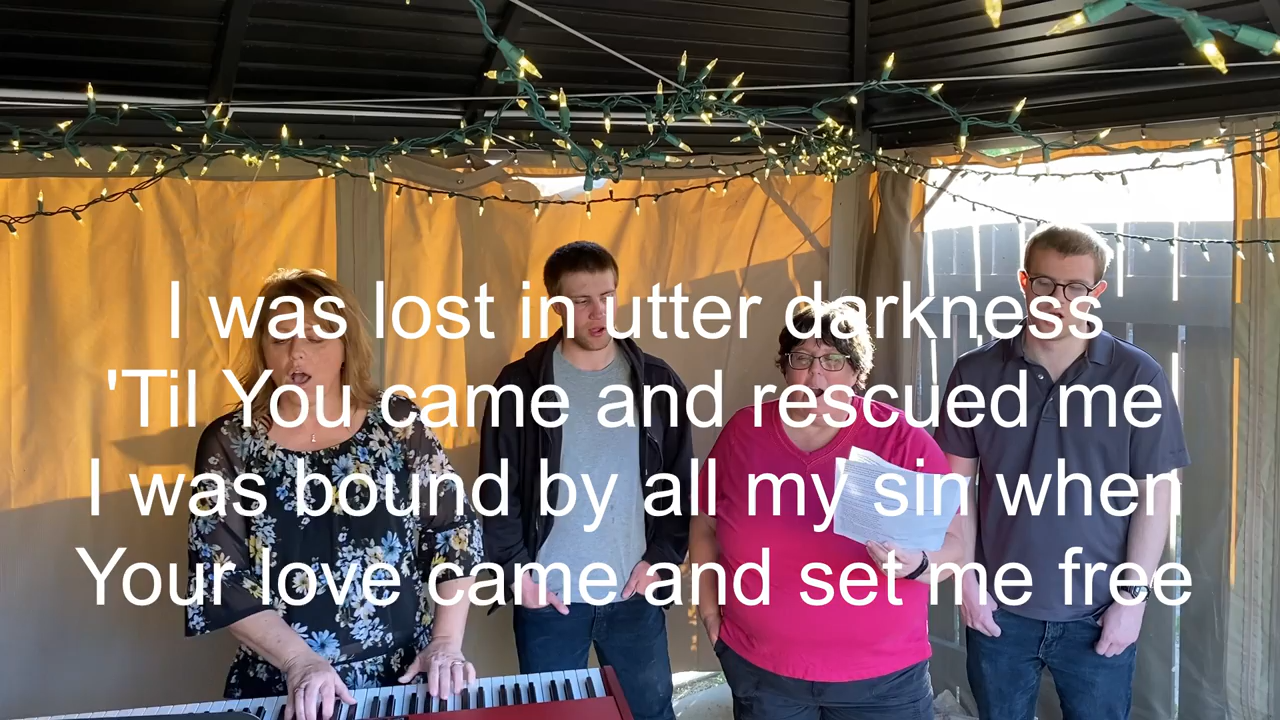 I was lost in utter darkness
'Til You came and rescued me
I was bound by all my sin when
Your love came and set me free